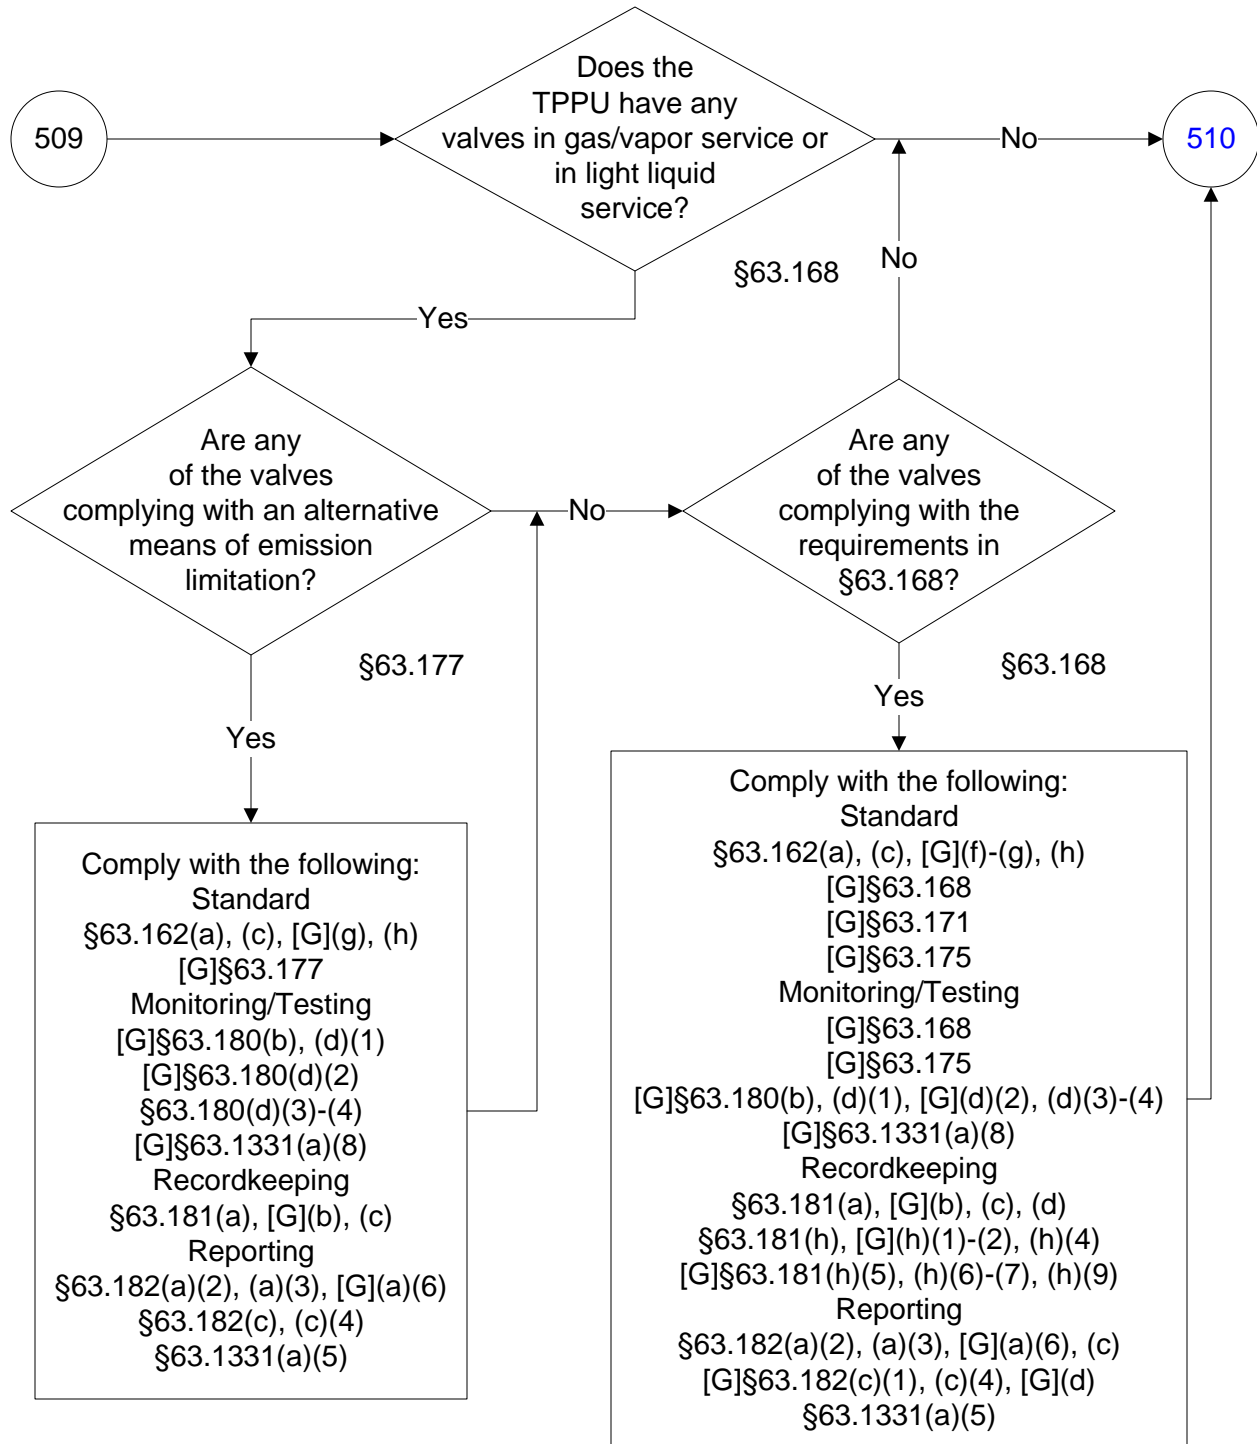 509
Does the
TPPU have any
valves in gas/vapor service or
in light liquid
service?
No
510
§63.168
No
Yes
Are any
of the valves
complying with an alternative
means of emission
limitation?
No
Are any
of the valves
complying with the
requirements in
§63.168?
§63.177
§63.168
Yes
Yes
Comply with the following:
Standard
§63.162(a), (c), [G](g), (h)
[G]§63.177
Monitoring/Testing
[G]§63.180(b), (d)(1)
[G]§63.180(d)(2)
§63.180(d)(3)-(4)
[G]§63.1331(a)(8)
Recordkeeping
§63.181(a), [G](b), (c)
Reporting
§63.182(a)(2), (a)(3), [G](a)(6)
§63.182(c), (c)(4)
§63.1331(a)(5)
Comply with the following:
Standard
§63.162(a), (c), [G](f)-(g), (h)
[G]§63.168
[G]§63.171
[G]§63.175
Monitoring/Testing
[G]§63.168
[G]§63.175
[G]§63.180(b), (d)(1), [G](d)(2), (d)(3)-(4)
[G]§63.1331(a)(8)
Recordkeeping
§63.181(a), [G](b), (c), (d)
§63.181(h), [G](h)(1)-(2), (h)(4)
[G]§63.181(h)(5), (h)(6)-(7), (h)(9)
Reporting
§63.182(a)(2), (a)(3), [G](a)(6), (c)
[G]§63.182(c)(1), (c)(4), [G](d)
§63.1331(a)(5)